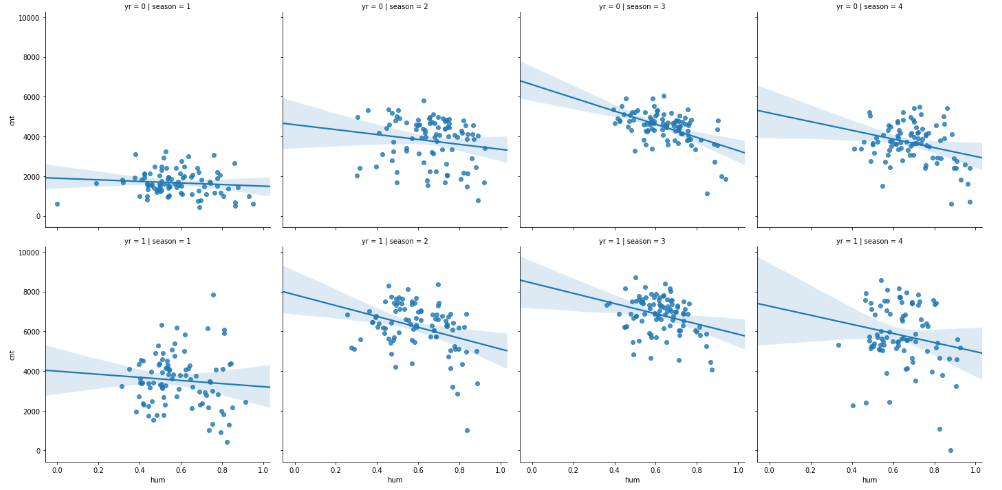 yr = 0 | season = 1
yr = 0 | season = 2
yr = 0 | season = 3
yr = 0 | season = 4
10000
8000
6000
4000
2000
0
cnt
yr = 1 | season = 1
yr = 1 | season = 2
yr = 1 | season = 3
yr = 1 | season = 4
10000
8000
6000
4000
2000
0
cnt
0.0 0.2 0.4 0.6 0.8 1.0
0.0 0.2 0.4 0.6 0.8 1.0
0.0 0.2 0.4 0.6 0.8 1.0
0.0 0.2 0.4 0.6 0.8 1.0
hum
hum
hum
hum